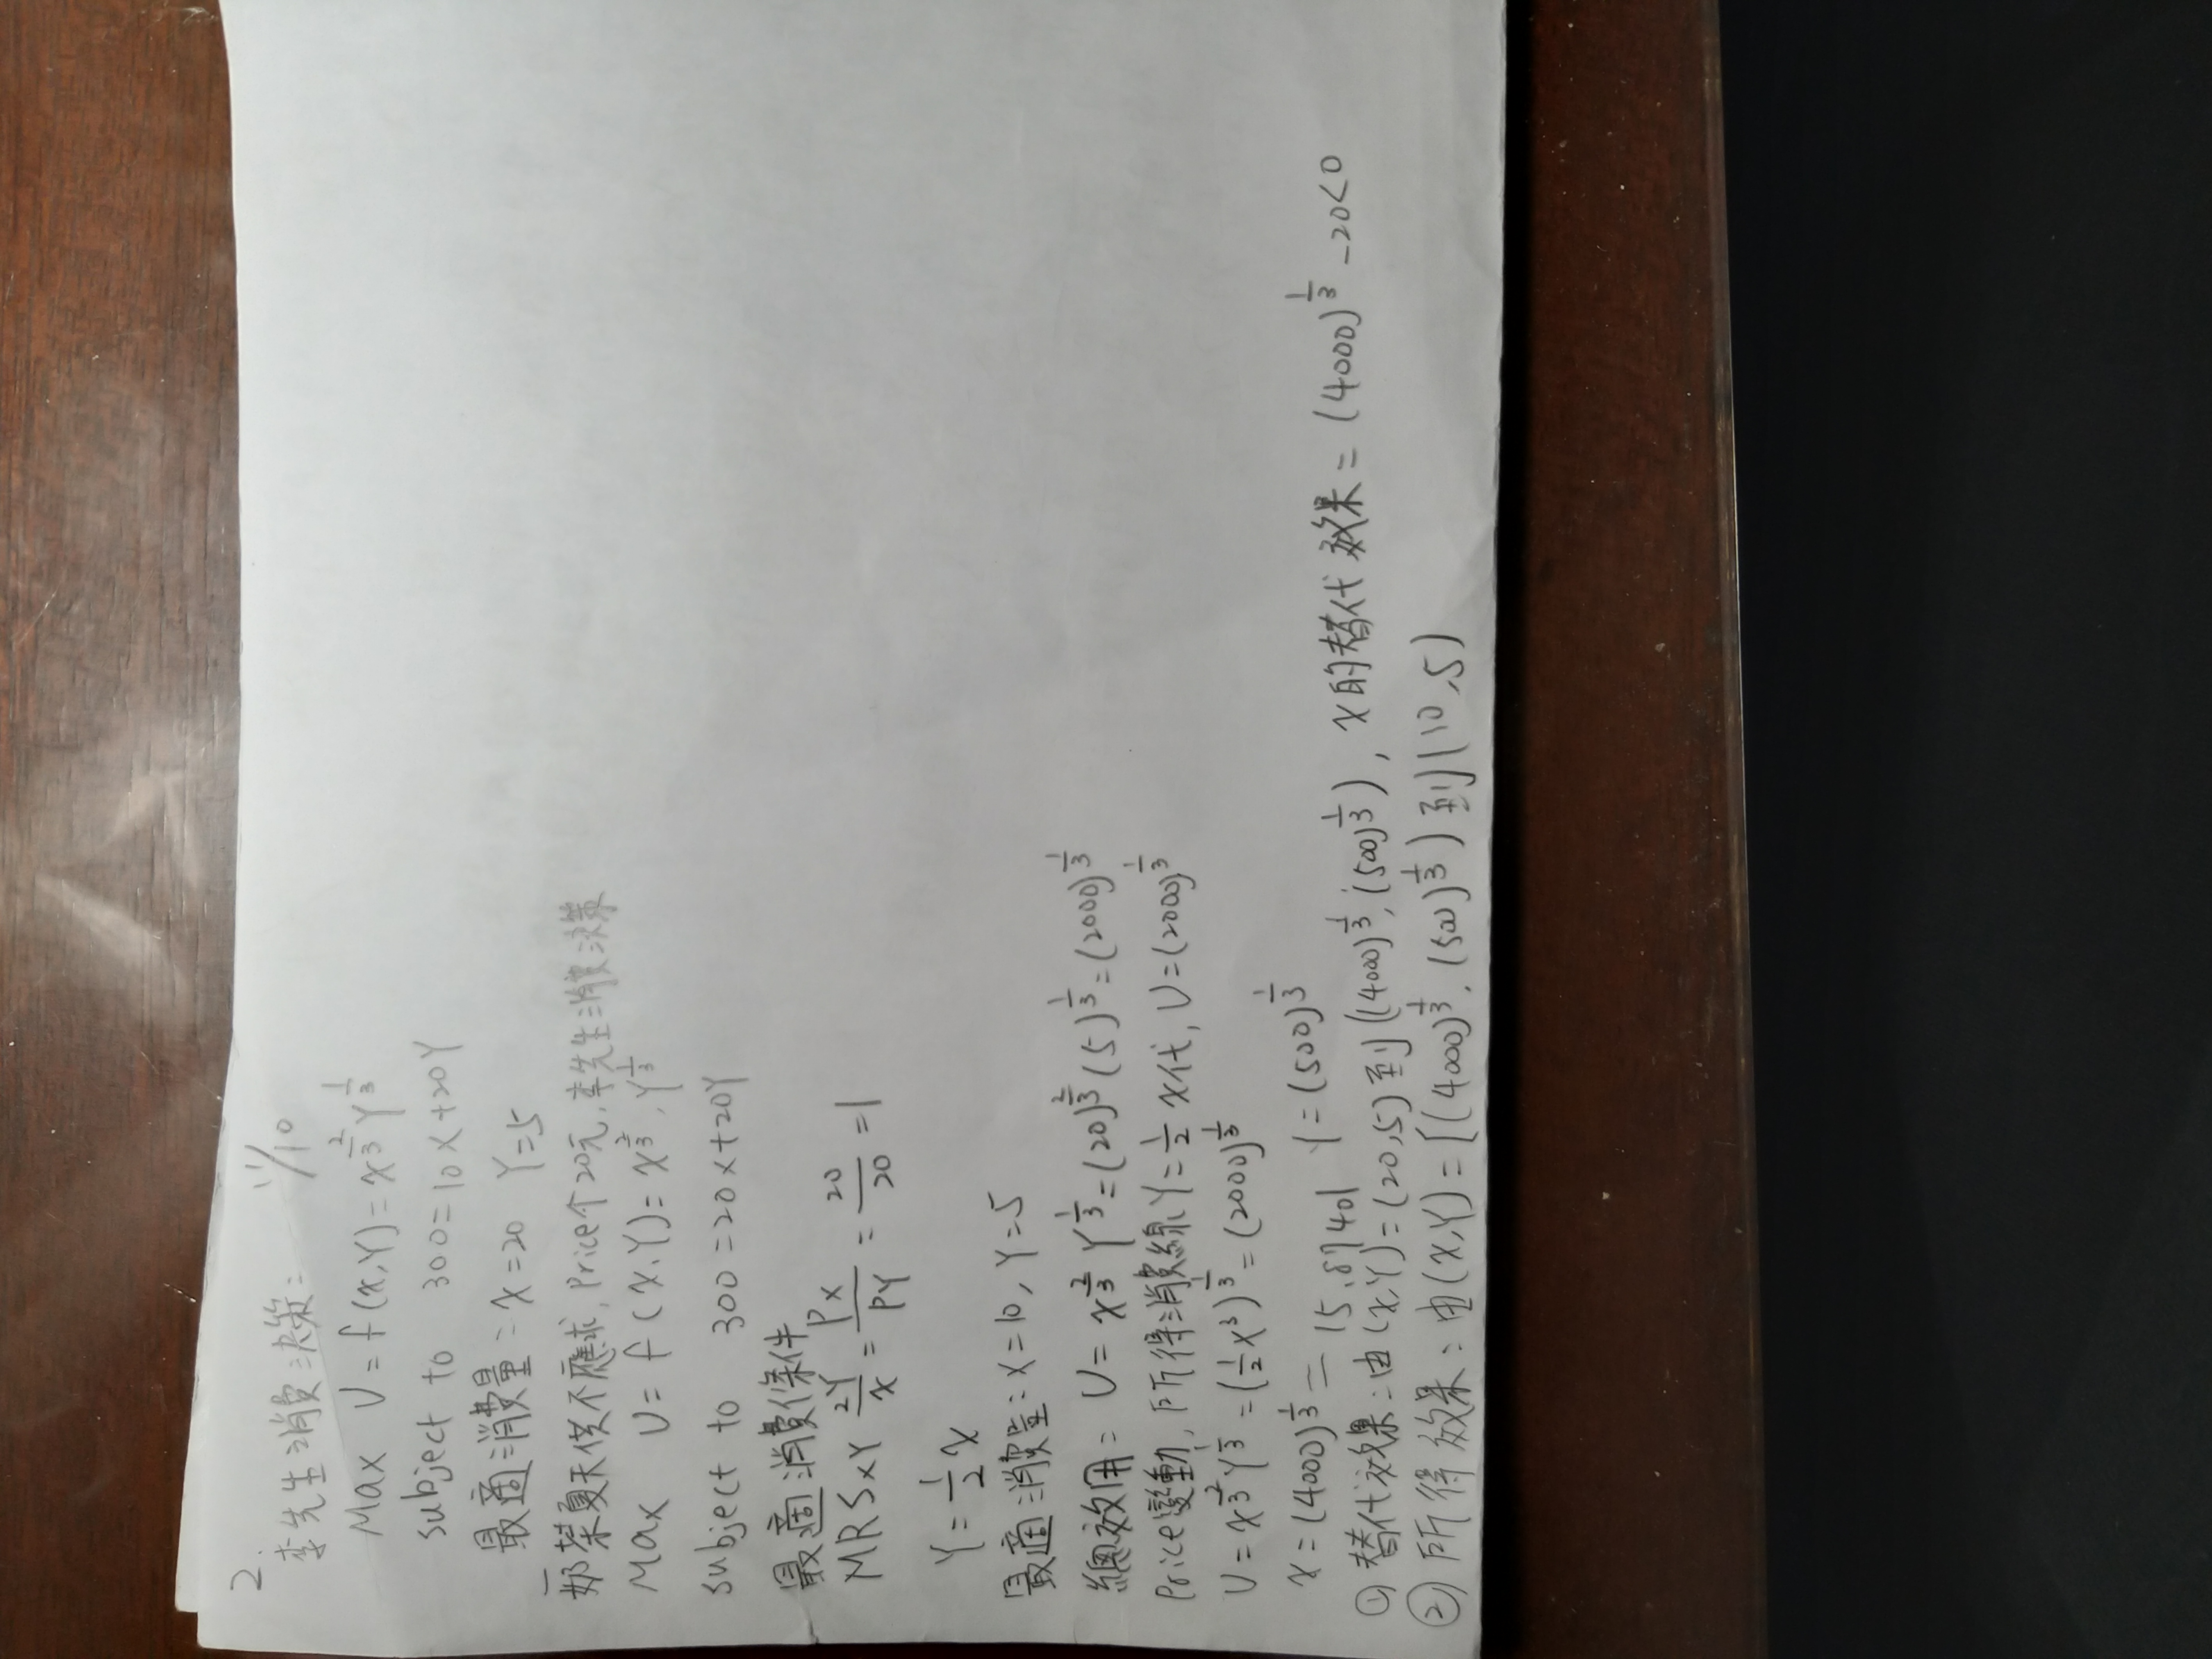 2.
李先生消費決策: 11/10
Max U = f(x,Y) = x^{\frac{2}{3}} Y^{\frac{1}{3}}
subject to 300 = 10x+20Y
最適消費量: x=20 Y=5
奶茶夏天供不應求, Price↑20元, 李先生消費決策
Max U = f(x,Y) = x^{\frac{2}{3}}, Y^{\frac{1}{3}}
subject to 300 = 20x+20Y
最適消費條件
MRSxY \frac{2Y}{x} = \frac{Px}{PY} = \frac{20}{20} = 1
Y = \frac{1}{2} x
最適消費量: x=10, Y=5
總效用: U = x^{\frac{2}{3}} Y^{\frac{1}{3}} = (20)^{\frac{2}{3}} (5)^{\frac{1}{3}} = (2000)^{\frac{1}{3}}
Price變動, 所得消費線 Y = \frac{1}{2} x代, U = (2000)^{\frac{1}{3}}
U = x^{\frac{2}{3}} Y^{\frac{1}{3}} = (\frac{1}{2} x^3)^{\frac{1}{3}} = (2000)^{\frac{1}{3}}
x = (4000)^{\frac{1}{3}} = 15.87401 Y = (500)^{\frac{1}{3}}
① 替代效果: 由(x,Y) = (20,5) 到 ((4000)^{\frac{1}{3}}, (500)^{\frac{1}{3}}), x的替代效果 = (4000)^{\frac{1}{3}} - 20 < 0
② 所得效果: 由(x,Y) = [(4000)^{\frac{1}{3}}, (500)^{\frac{1}{3}}) 到 (10,5)